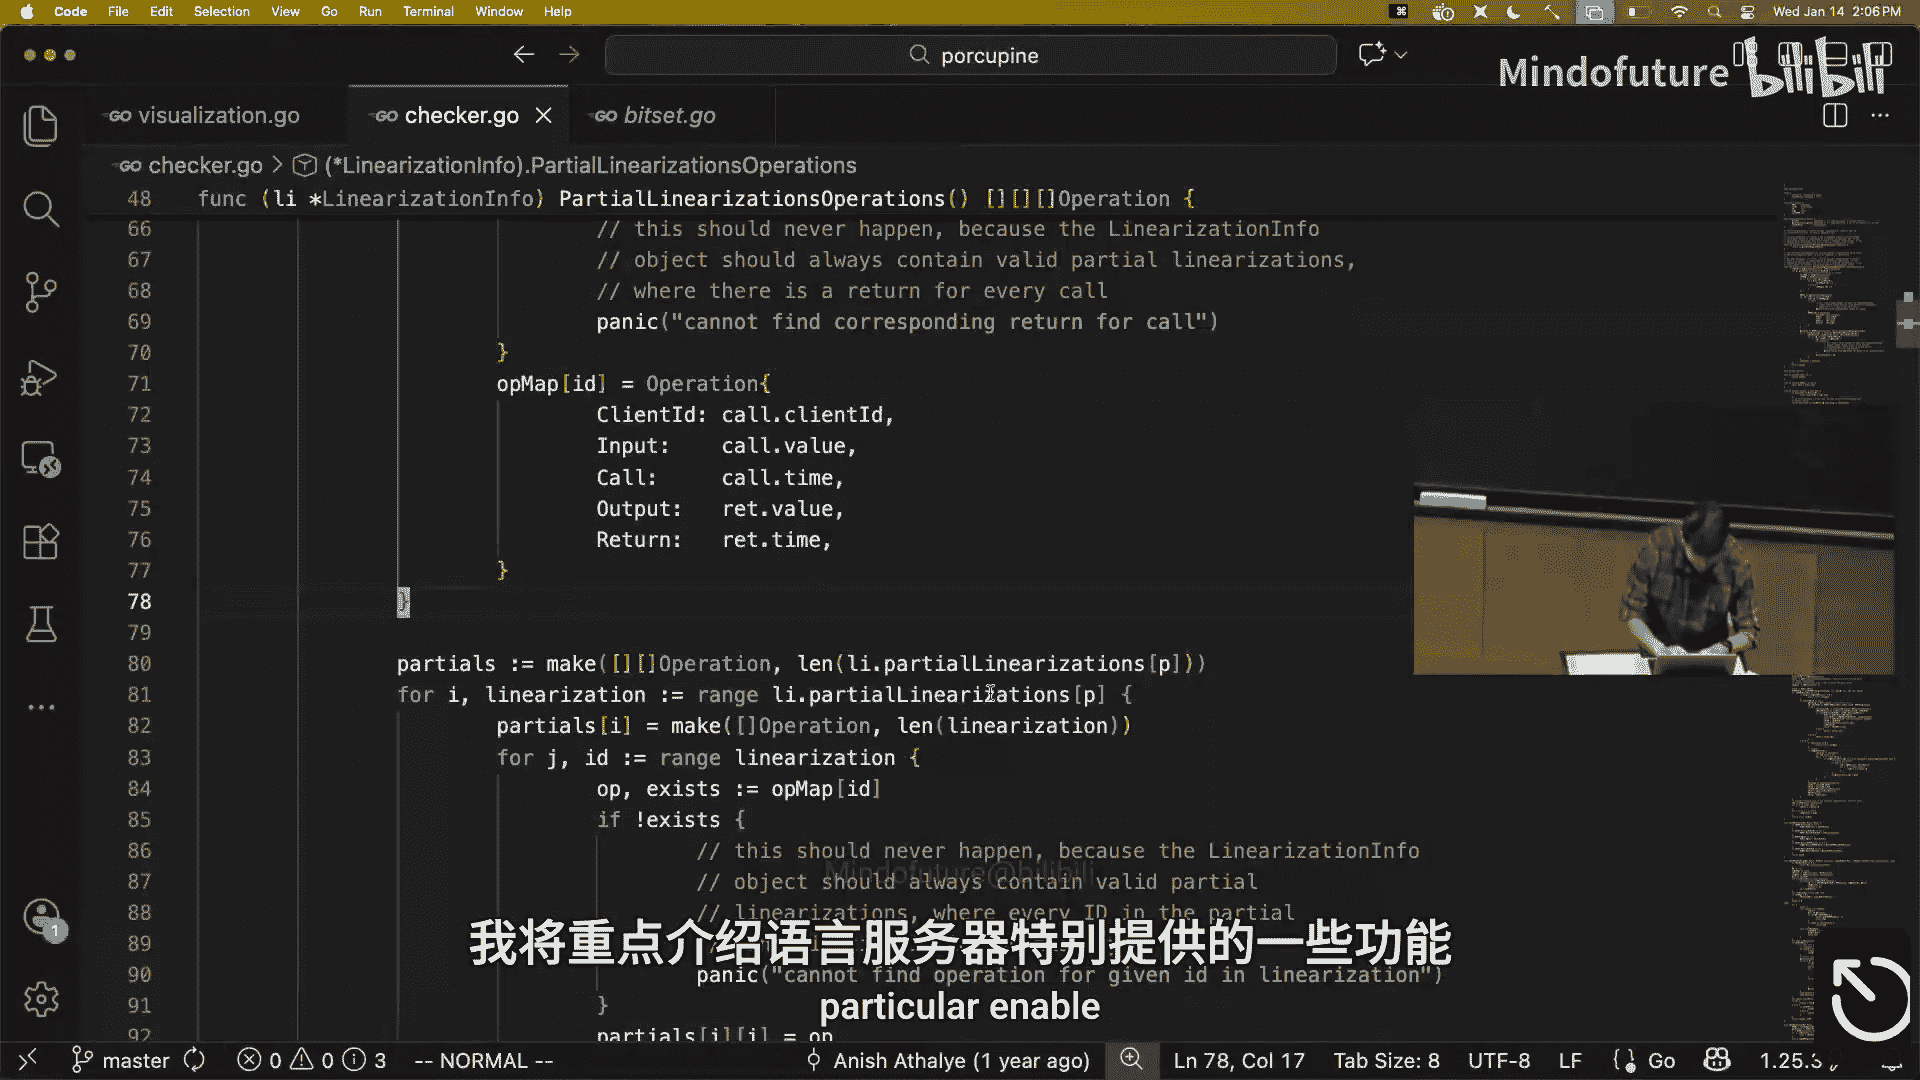 Code File Edit Selection View Go Run Terminal Window Help Wed Jan 14 2:06 PM
porcupine
Mindofuture bilibili
visualization.go checker.go bitset.go
checker.go > (*LinearizationInfo).PartialLinearizationsOperations
48 func (li *LinearizationInfo) PartialLinearizationsOperations() [][][]Operation {
66 // this should never happen, because the LinearizationInfo
67 // object should always contain valid partial linearizations,
68 // where there is a return for every call
69 panic("cannot find corresponding return for call")
70 }
71 opMap[id] = Operation{
72 ClientId: call.clientId,
73 Input: call.value,
74 Call: call.time,
75 Output: ret.value,
76 Return: ret.time,
77 }
78 }
79
80 partials := make([][]Operation, len(li.partialLinearizations[p]))
81 for i, linearization := range li.partialLinearizations[p] {
82 partials[i] = make([]Operation, len(linearization))
83 for j, id := range linearization {
84 op, exists := opMap[id]
85 if !exists {
86 // this should never happen, because the LinearizationInfo
Mindofuture@bilibili
87 // object should always contain valid partial
88 // linearizations, where every ID in the partial
我将重点介绍语言服务器特别提供的一些功能
89 //
90 panic("cannot find operation for given id in linearization")
particular enable
91 }
92 partials[i][j] = op
1
master 0 0 3 -- NORMAL -- Anish Athalye (1 year ago) Ln 78, Col 17 Tab Size: 8 UTF-8 LF Go